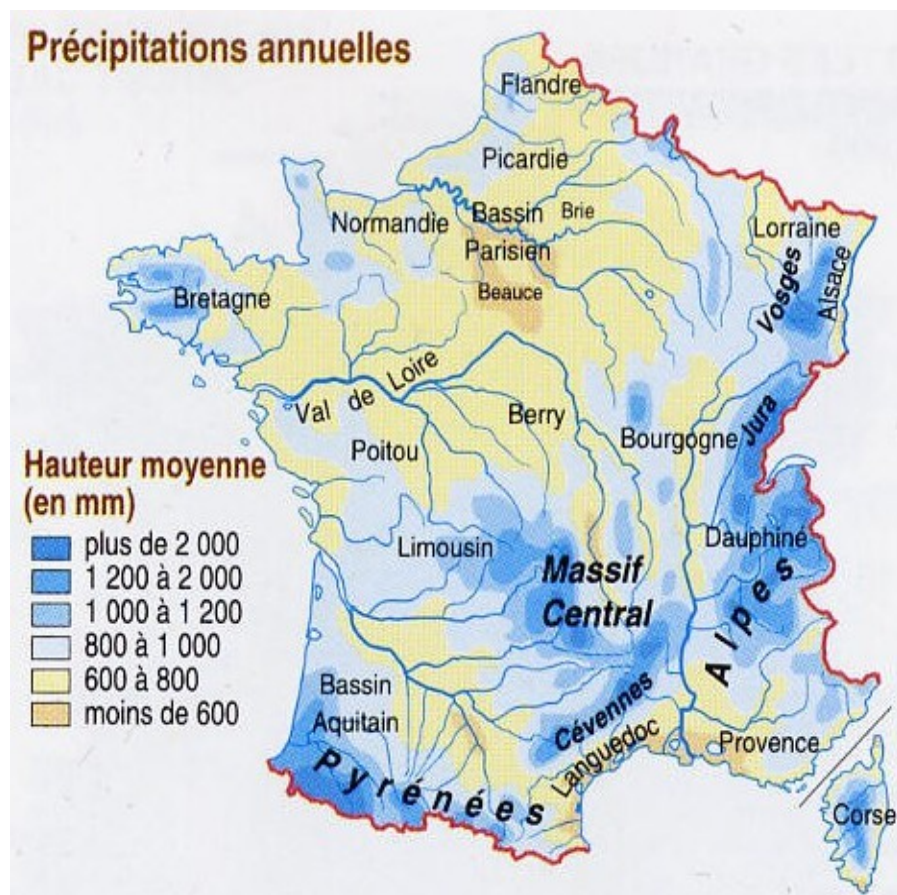 Précipitations annuelles
Flandre
Picardie
Normandie
Bassin
Brie
Parisien
Beauce
Lorraine
Vosges
Alsace
Bretagne
Val de Loire
Berry
Bourgogne
Jura
Poitou
Hauteur moyenne
(en mm)
plus de 2 000
1 200 à 2 000
1 000 à 1 200
800 à 1 000
600 à 800
moins de 600
Limousin
Massif
Central
Dauphiné
Alpes
Bassin
Aquitain
Cévennes
Languedoc
Provence
Pyrénées
Corse